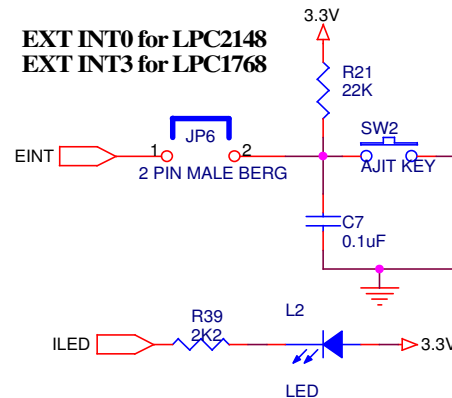 3.3V
EXT INT0 for LPC2148
EXT INT3 for LPC1768
R21
22K
JP6
SW2
EINT
1
2
2 PIN MALE BERG
AJIT KEY
C7
0.1uF
R39
2K2
L2
ILED
3.3V
LED